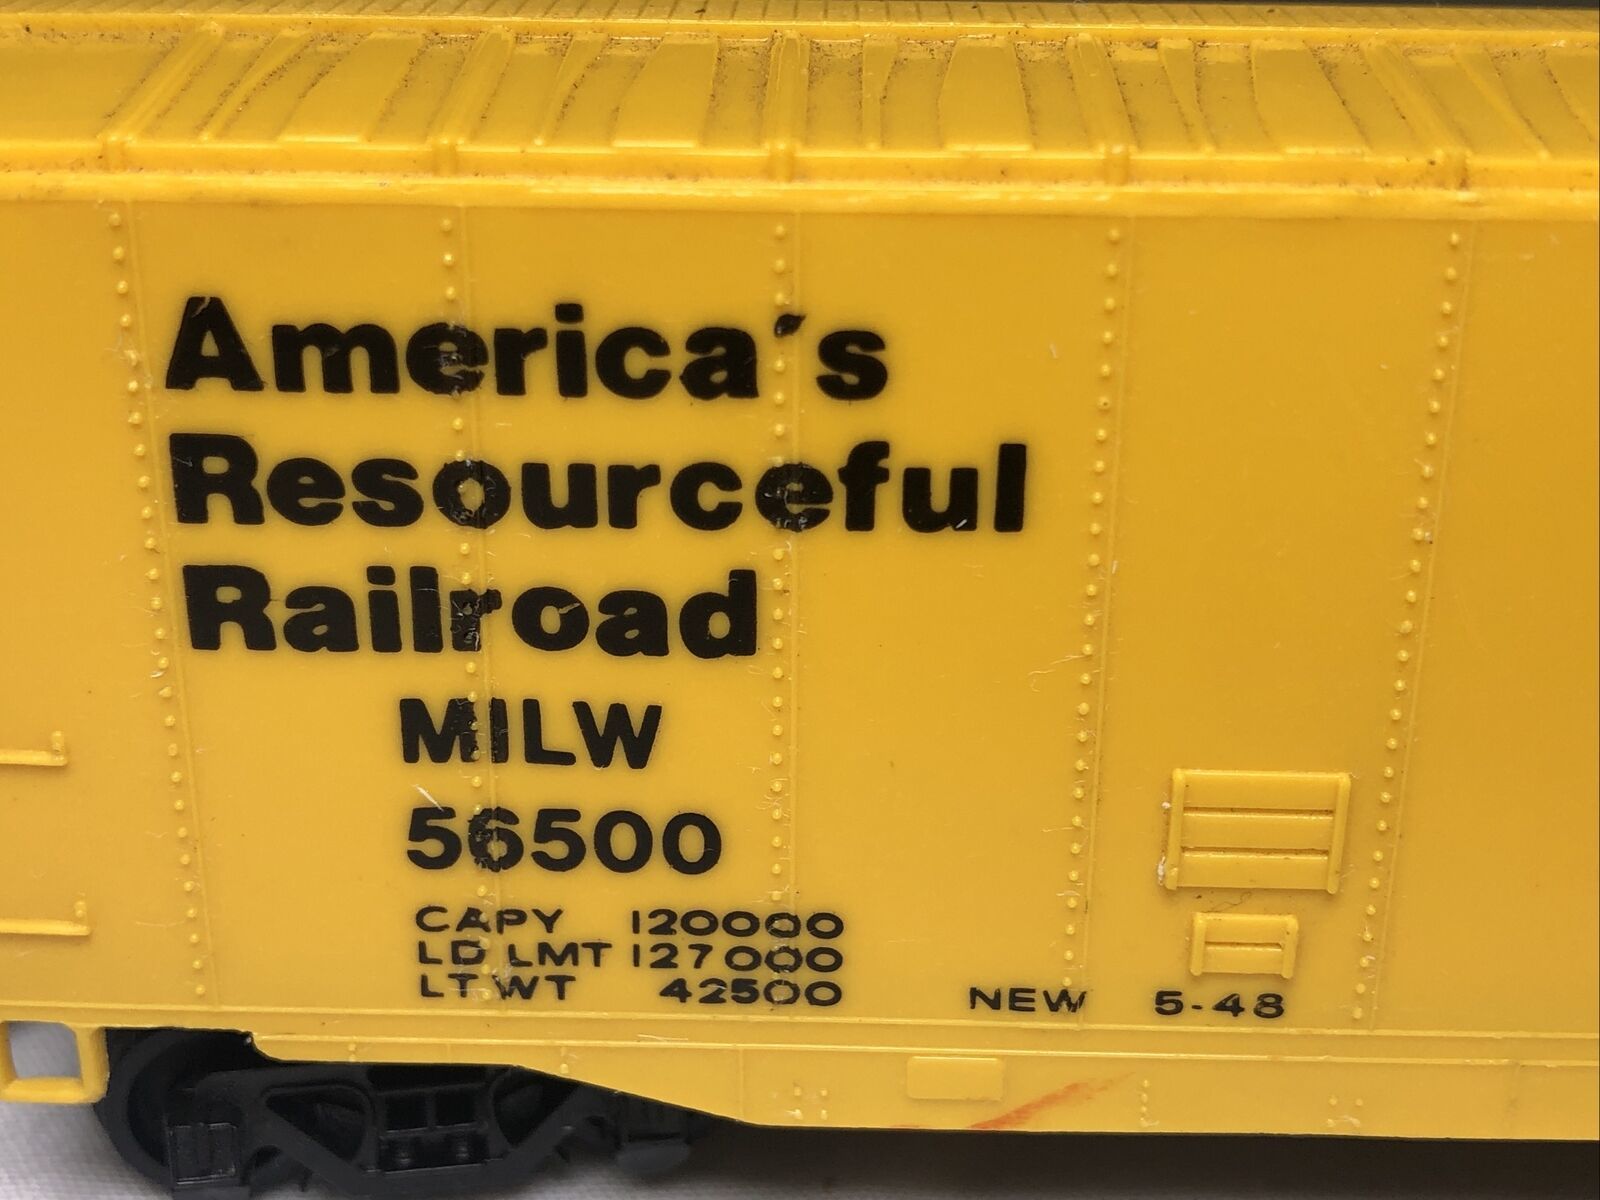 America's
Resourceful
Railroad
MILW
56500
CAPY 120000
LD LMT 127000
LT WT 42500
NEW 5-48